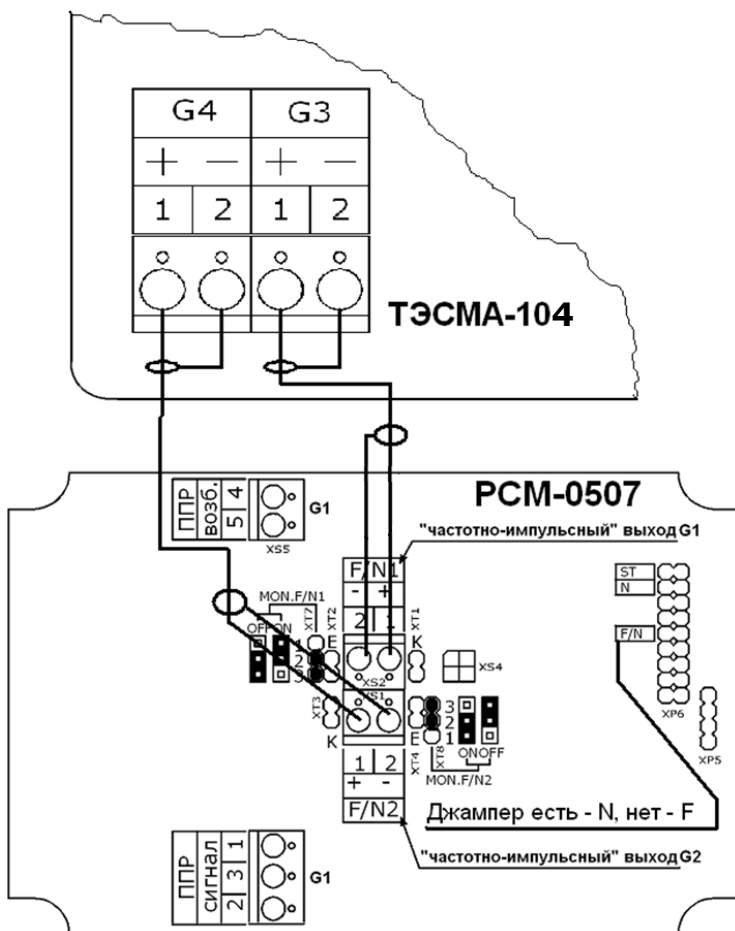 G4 G3
+ — + —
1 2 1 2
ТЭСМА-104
РСМ-0507
ППР
возб.
5 4
G1
XS5
"частотно-импульсный" выход G1
F/N1
- +
2 1
MON.F/N1
OFF ON
XT7
XT2
XT1
1
2
3
E
K
XS2
XS1
XS4
ST
N
F/N
XP6
XP5
XT3
K
E
XT4
XT8
3
2
1
ON OFF
MON.F/N2
1 2
+ -
F/N2
Джампер есть - N, нет - F
"частотно-импульсный" выход G2
ППР
сигнал
2 3 1
G1